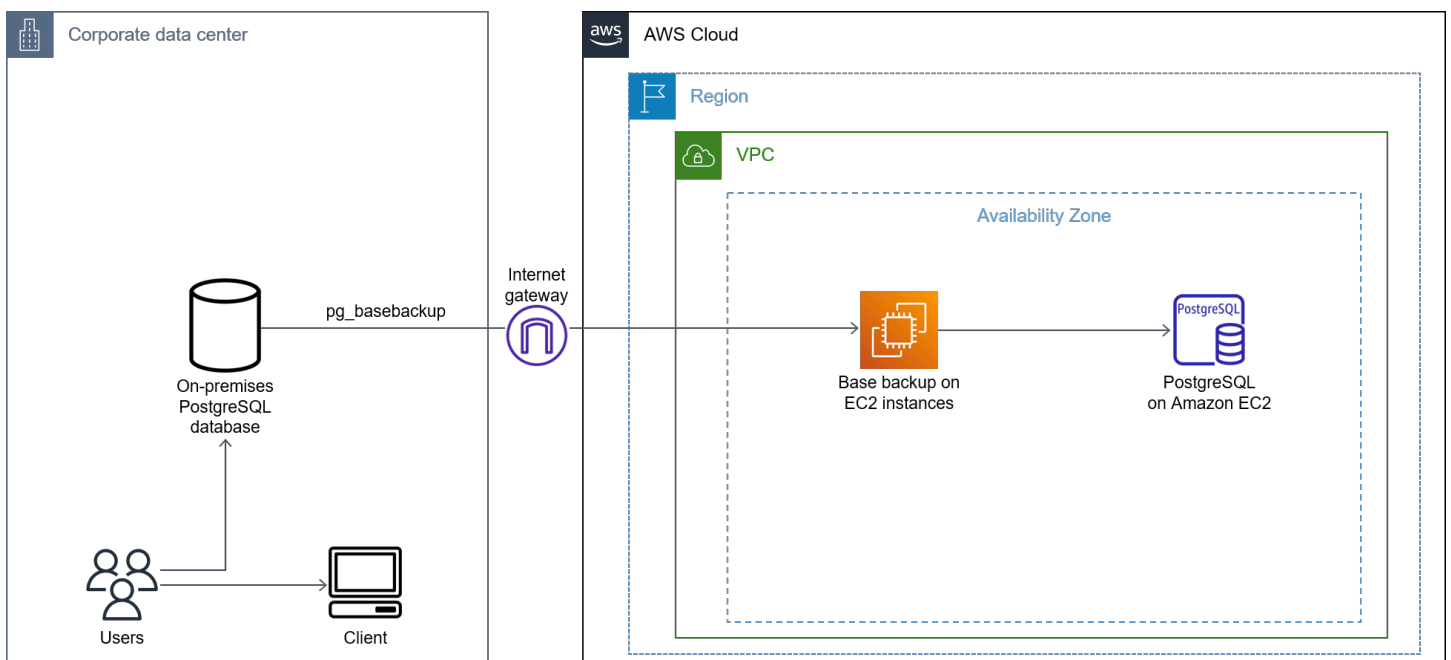 Corporate data center
aws
AWS Cloud
Region
VPC
Availability Zone
Internet
gateway
pg_basebackup
PostgreSQL
On-premises
PostgreSQL
database
Base backup on
EC2 instances
PostgreSQL
on Amazon EC2
Users
Client